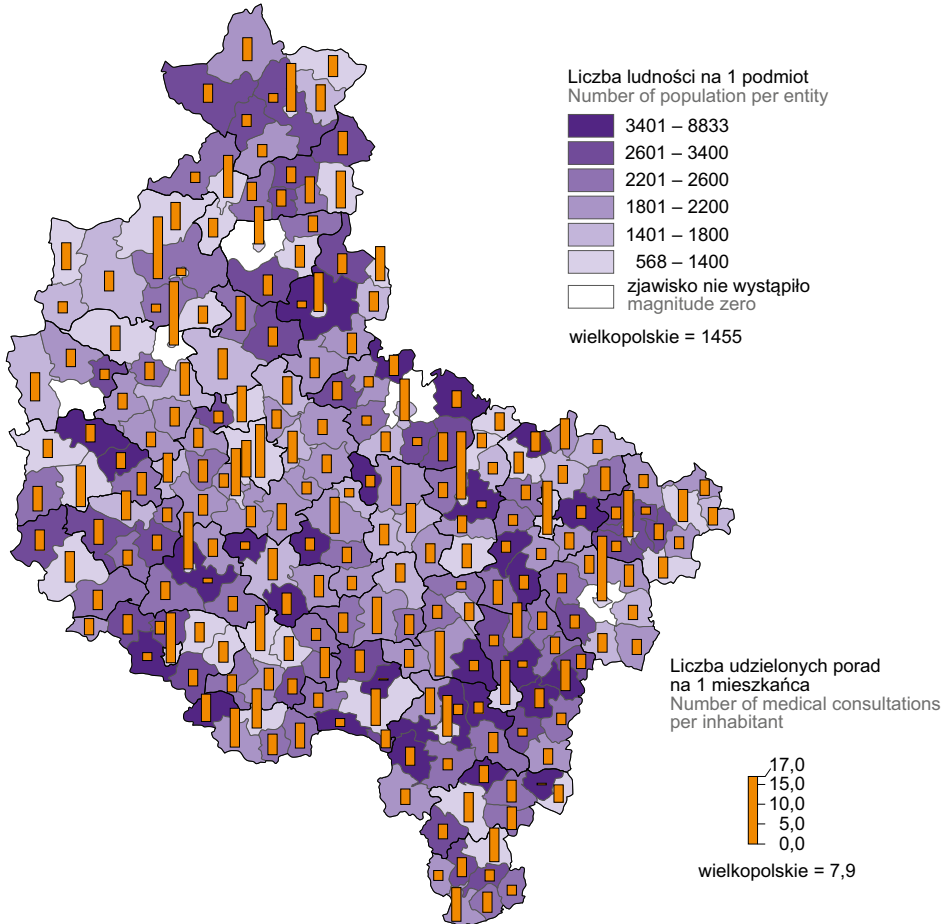 Liczba ludności na 1 podmiot
Number of population per entity
3401 – 8833
2601 – 3400
2201 – 2600
1801 – 2200
1401 – 1800
568 – 1400
zjawisko nie wystąpiło
magnitude zero
wielkopolskie = 1455
Liczba udzielonych porad
na 1 mieszkańca
Number of medical consultations
per inhabitant
17,0
15,0
10,0
5,0
0,0
wielkopolskie = 7,9